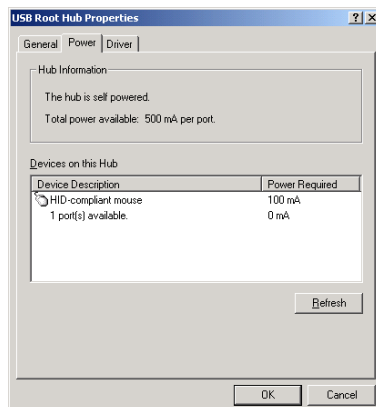 USB Root Hub Properties
General Power Driver
Hub Information
The hub is self powered.
Total power available: 500 mA per port.
Devices on this Hub
Device Description Power Required
HID-compliant mouse 100 mA
1 port(s) available. 0 mA
Refresh
OK Cancel